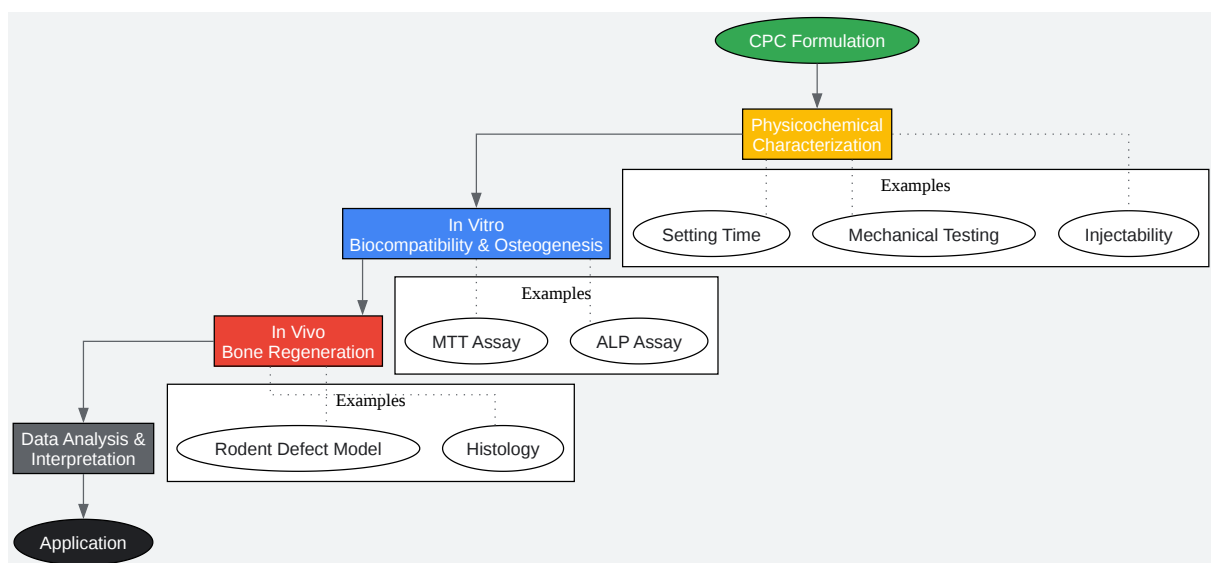 CPC Formulation
Physicochemical
Characterization
Examples
Setting Time
Mechanical Testing
Injectability
In Vitro
Biocompatibility & Osteogenesis
Examples
MTT Assay
ALP Assay
In Vivo
Bone Regeneration
Examples
Rodent Defect Model
Histology
Data Analysis &
Interpretation
Application